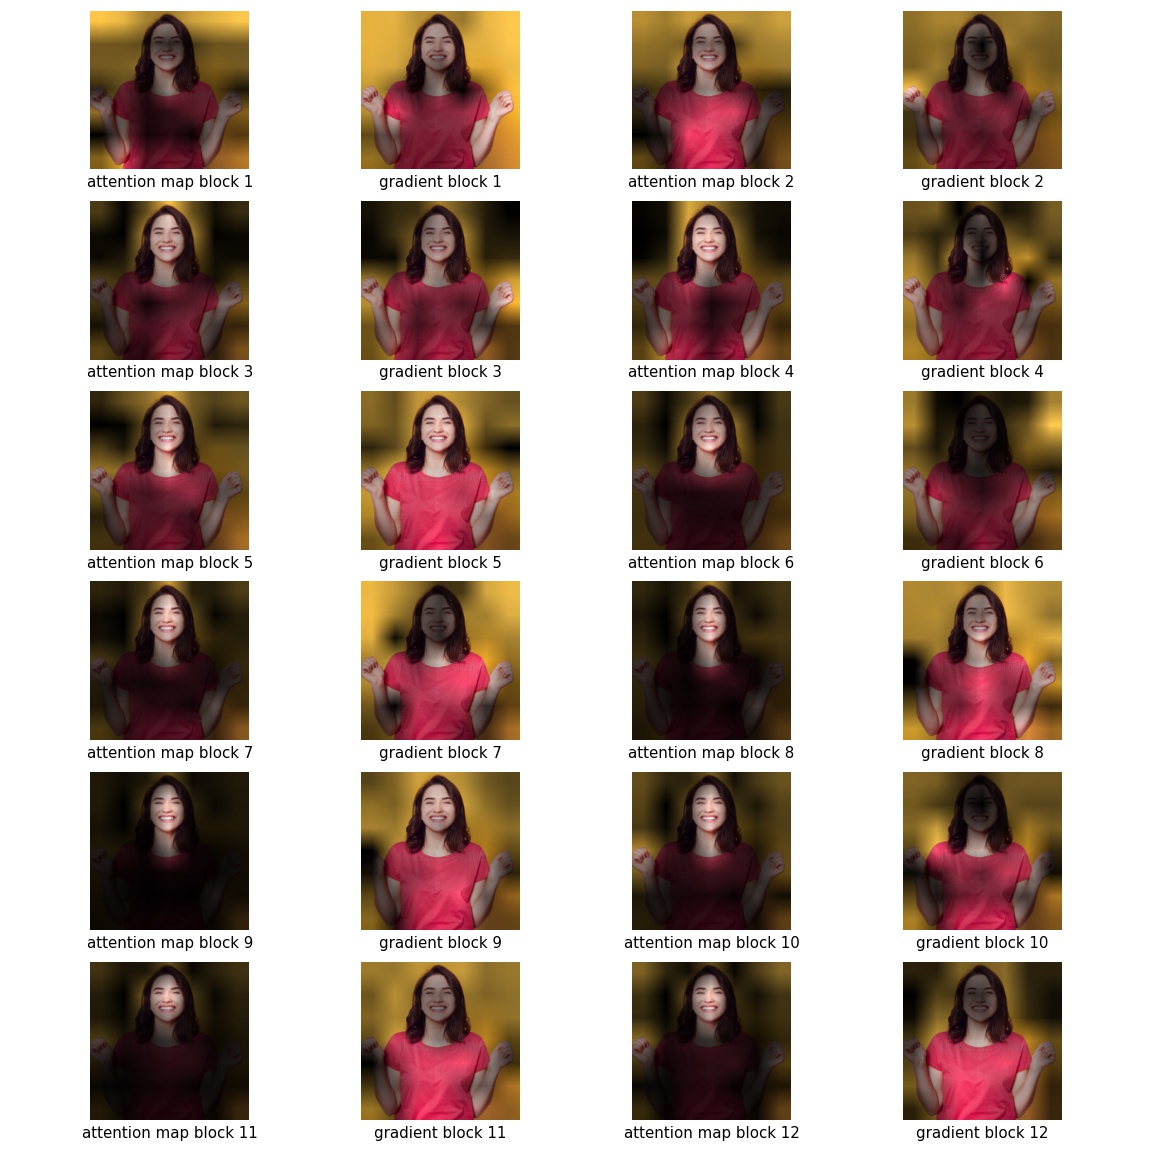 attention map block 1
gradient block 1
attention map block 2
gradient block 2
attention map block 3
gradient block 3
attention map block 4
gradient block 4
attention map block 5
gradient block 5
attention map block 6
gradient block 6
attention map block 7
gradient block 7
attention map block 8
gradient block 8
attention map block 9
gradient block 9
attention map block 10
gradient block 10
attention map block 11
gradient block 11
attention map block 12
gradient block 12